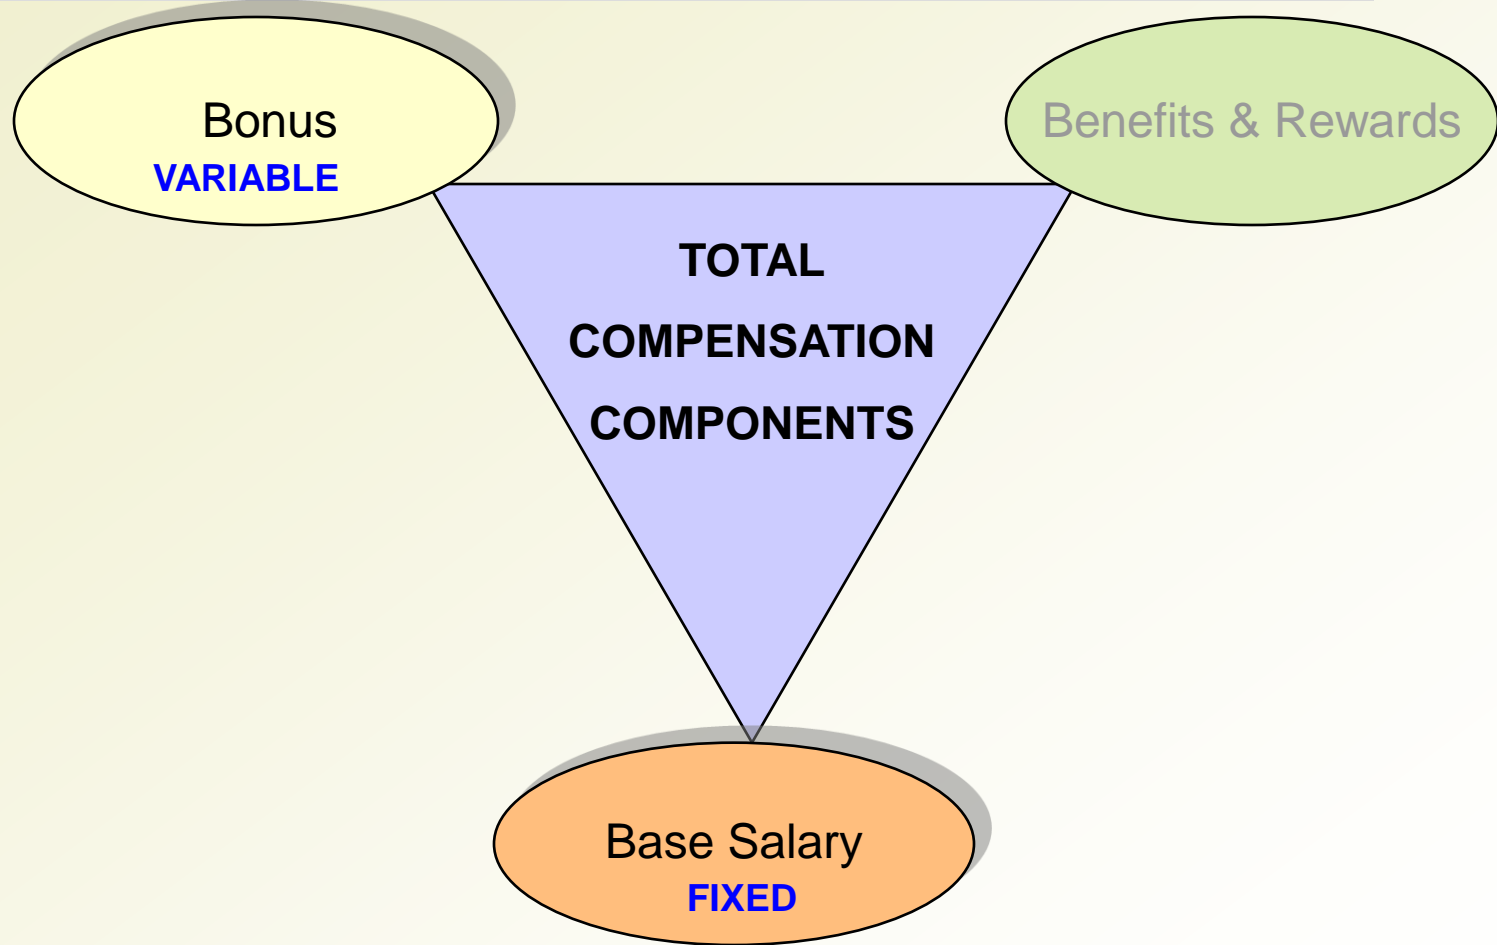 Bonus
VARIABLE
Benefits & Rewards
TOTAL
COMPENSATION
COMPONENTS
Base Salary
FIXED